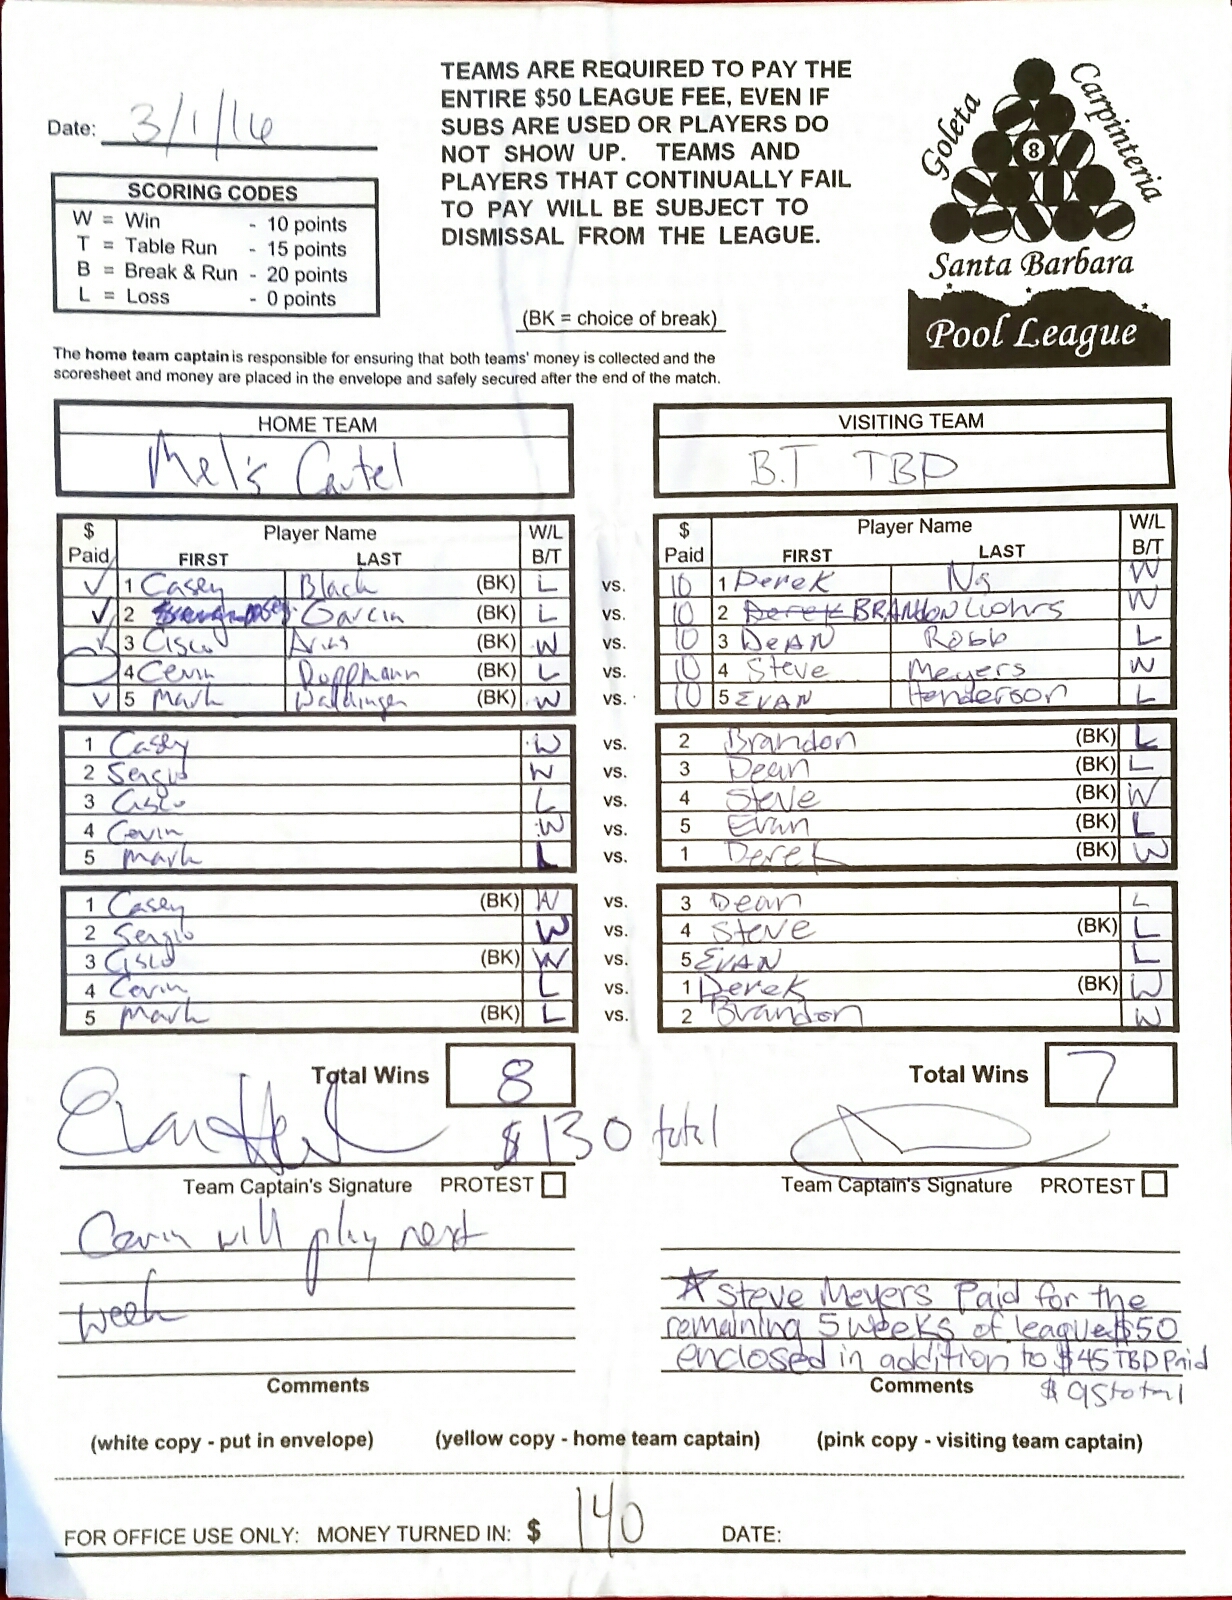 Date: 3/1/16
TEAMS ARE REQUIRED TO PAY THE
ENTIRE $50 LEAGUE FEE, EVEN IF
SUBS ARE USED OR PLAYERS DO
NOT SHOW UP. TEAMS AND
PLAYERS THAT CONTINUALLY FAIL
TO PAY WILL BE SUBJECT TO
DISMISSAL FROM THE LEAGUE.
Goleta
Carpinteria
8
Santa Barbara
Pool League
SCORING CODES
W = Win - 10 points
T = Table Run - 15 points
B = Break & Run - 20 points
L = Loss - 0 points
(BK = choice of break)
The home team captain is responsible for ensuring that both teams' money is collected and the
scoresheet and money are placed in the envelope and safely secured after the end of the match.
HOME TEAM
Mel's Cartel
VISITING TEAM
B.T TBD
$ Paid Player Name FIRST LAST W/L B/T
$ Paid Player Name FIRST LAST W/L B/T
✓ 1 Casey Black (BK) L vs. 10 1 Derek Ng W
✓ 2 Garcia (BK) L vs. 10 2 Derek BRANDON Luohrs W
✓ 3 Cisco Arias (BK) W vs. 10 3 DEAN Robb L
4 Cevin Doffmann (BK) L vs. 10 4 Steve Meyers W
✓ 5 Mark (BK) W vs. 10 5 EVAN Henderson L
1 Casey W vs. 2 Brandon (BK) L
2 Sergio W vs. 3 Dean (BK) L
3 Cisco L vs. 4 Steve (BK) W
4 Cevin W vs. 5 Evan (BK) L
5 Mark L vs. 1 Derek (BK) W
1 Casey (BK) W vs. 3 Dean L
2 Sergio W vs. 4 Steve (BK) L
3 Cisco (BK) W vs. 5 EVAN L
4 Cevin L vs. 1 Derek (BK) W
5 Mark (BK) L vs. 2 Brandon W
Total Wins 8
Total Wins 7
$130 total
Team Captain's Signature PROTEST
Team Captain's Signature PROTEST
Cevin will play next
week
Comments
★ Steve Meyers Paid for the
remaining 5 weeks of league $50
enclosed in addition to $45 TBD Paid
$95 total
Comments
(white copy - put in envelope) (yellow copy - home team captain) (pink copy - visiting team captain)
FOR OFFICE USE ONLY: MONEY TURNED IN: $ 140 DATE: